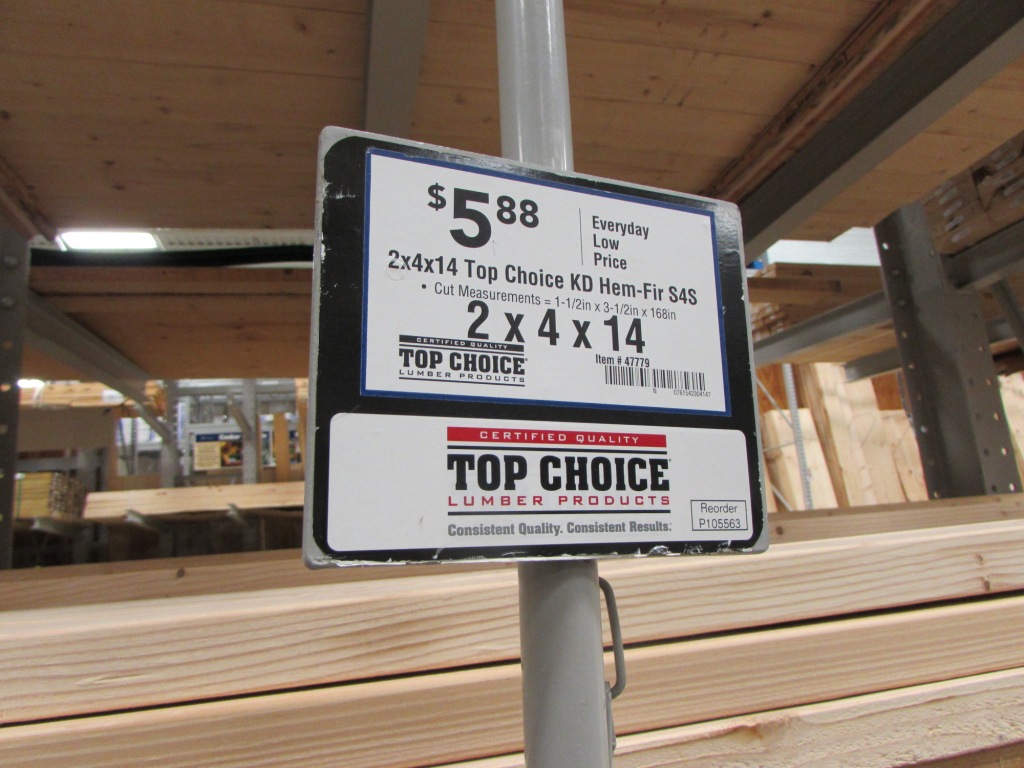 $5 88
Everyday
Low
Price
2x4x14 Top Choice KD Hem-Fir S4S
• Cut Measurements = 1-1/2in x 3-1/2in x 168in
2 x 4 x 14
CERTIFIED QUALITY
TOP CHOICE
LUMBER PRODUCTS
Item # 47779
N 0761542304147
CERTIFIED QUALITY
TOP CHOICE
LUMBER PRODUCTS
Consistent Quality. Consistent Results.
Reorder
P105563